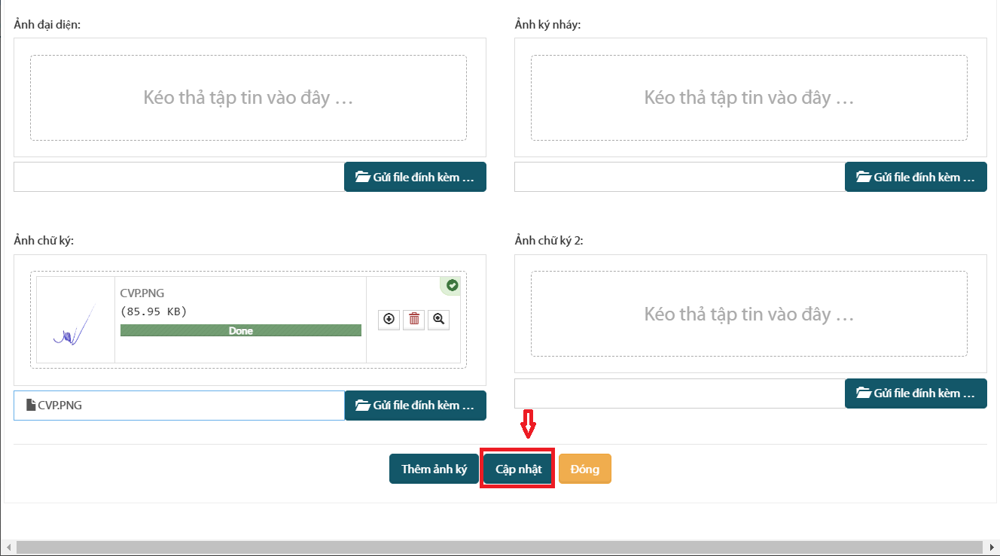 Ảnh đại diện:
Kéo thả tập tin vào đây ...
Gửi file đính kèm ...
Ảnh ký nháy:
Kéo thả tập tin vào đây ...
Gửi file đính kèm ...
Ảnh chữ ký:
CVP.PNG
(85.95 KB)
Done
CVP.PNG
Gửi file đính kèm ...
Ảnh chữ ký 2:
Kéo thả tập tin vào đây ...
Gửi file đính kèm ...
Thêm ảnh ký
Cập nhật
Đóng